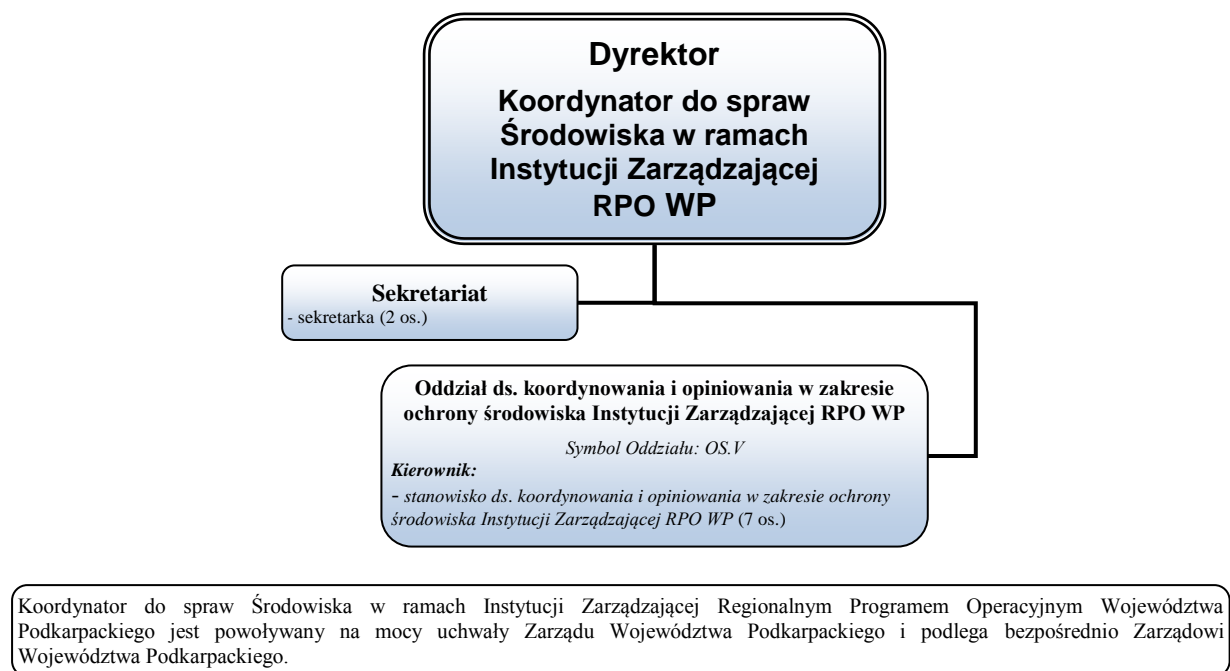 Dyrektor
Koordynator do spraw
Środowiska w ramach
Instytucji Zarządzającej
RPO WP
Sekretariat
- sekretarka (2 os.)
Oddział ds. koordynowania i opiniowania w zakresie
ochrony środowiska Instytucji Zarządzającej RPO WP
Symbol Oddziału: OS.V
Kierownik:
- stanowisko ds. koordynowania i opiniowania w zakresie ochrony
środowiska Instytucji Zarządzającej RPO WP (7 os.)
Koordynator do spraw Środowiska w ramach Instytucji Zarządzającej Regionalnym Programem Operacyjnym Województwa
Podkarpackiego jest powoływany na mocy uchwały Zarządu Województwa Podkarpackiego i podlega bezpośrednio Zarządowi
Województwa Podkarpackiego.